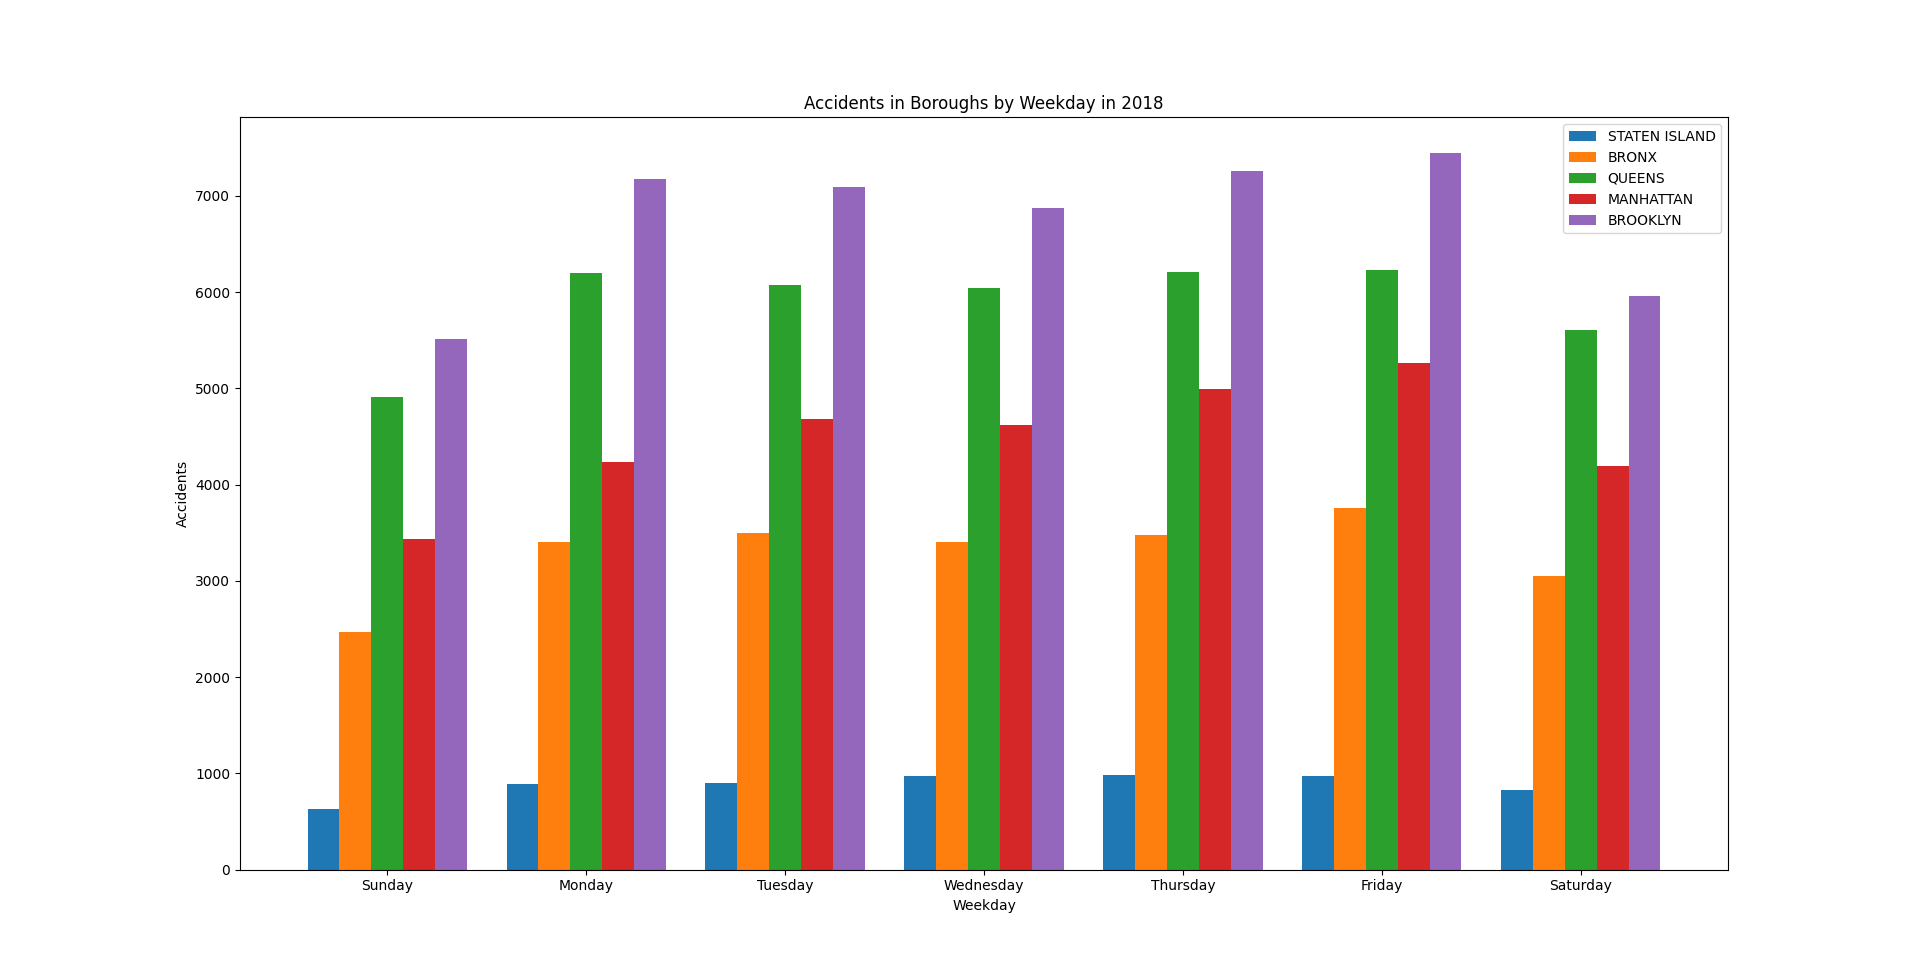 Accidents in Boroughs by Weekday in 2018
STATEN ISLAND
BRONX
QUEENS
MANHATTAN
BROOKLYN
7000
6000
5000
4000
3000
2000
1000
0
Accidents
Sunday Monday Tuesday Wednesday Thursday Friday Saturday
Weekday